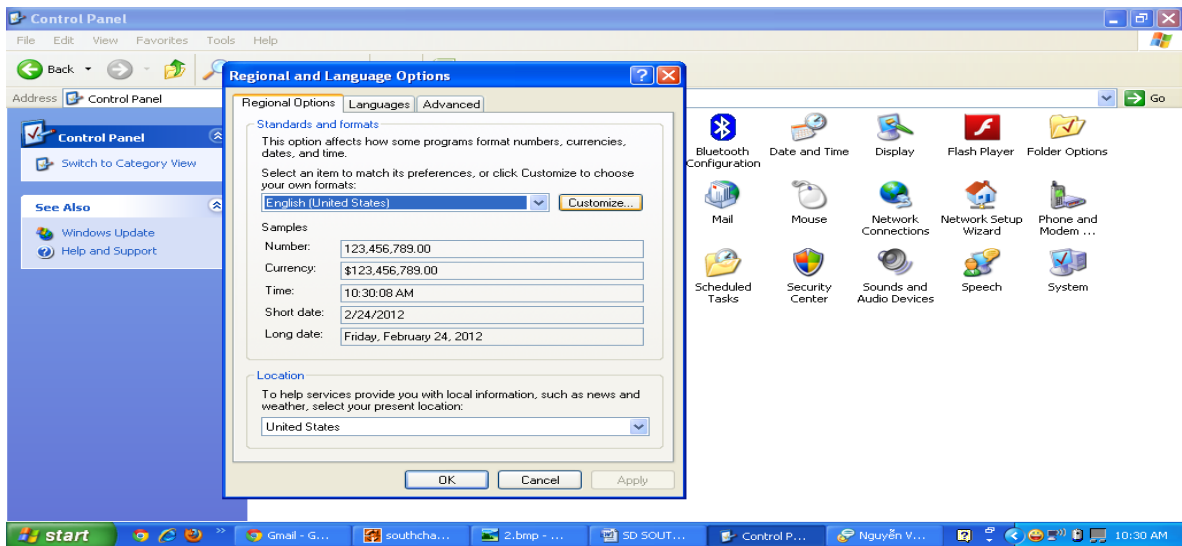 Control Panel
File Edit View Favorites Tools Help
Back
Address Control Panel Go
Control Panel
Switch to Category View
See Also
Windows Update
Help and Support
Regional and Language Options
Regional Options Languages Advanced
Standards and formats
This option affects how some programs format numbers, currencies,
dates, and time.
Select an item to match its preferences, or click Customize to choose
your own formats:
English (United States) Customize...
Samples
Number: 123,456,789.00
Currency: $123,456,789.00
Time: 10:30:08 AM
Short date: 2/24/2012
Long date: Friday, February 24, 2012
Location
To help services provide you with local information, such as news and
weather, select your present location:
United States
OK Cancel Apply
Bluetooth
Configuration
Date and Time
Display
Flash Player
Folder Options
Mail
Mouse
Network
Connections
Network Setup
Wizard
Phone and
Modem ...
Scheduled
Tasks
Security
Center
Sounds and
Audio Devices
Speech
System
start Gmail - G... southcha... 2.bmp - ... SD SOUT... Control P... Nguyễn V... 10:30 AM